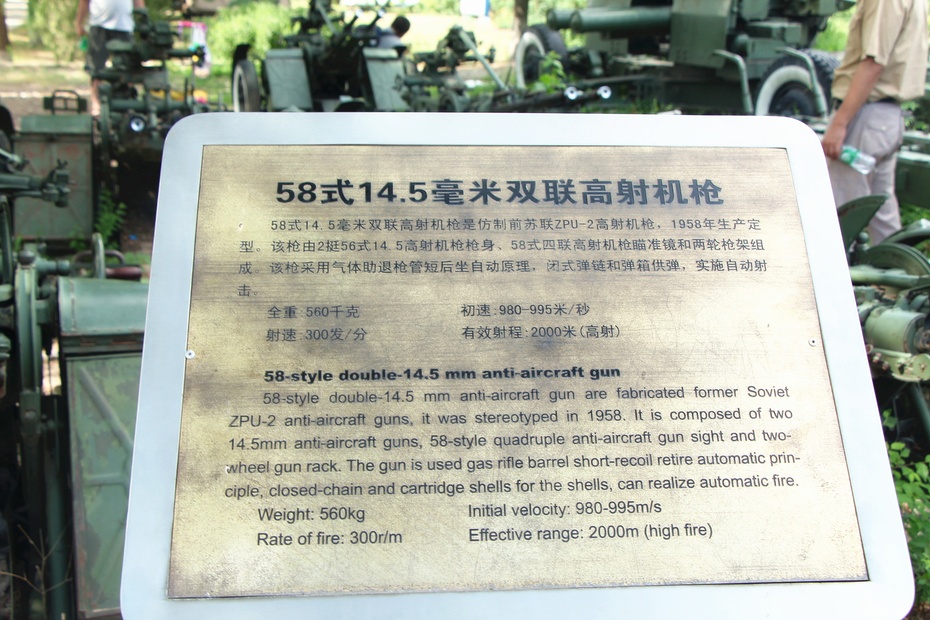 58式14.5毫米双联高射机枪
58式14.5毫米双联高射机枪是仿制前苏联ZPU-2高射机枪，1958年生产定
型。该枪由2挺56式14.5高射机枪枪身、58式四联高射机枪瞄准镜和两轮枪架组
成。该枪采用气体助退枪管短后坐自动原理，闭式弹链和弹箱供弹，实施自动射
击。
全重:560千克 初速:980-995米/秒
射速:300发/分 有效射程:2000米(高射)
58-style double-14.5 mm anti-aircraft gun
58-style double-14.5 mm anti-aircraft gun are fabricated former Soviet
ZPU-2 anti-aircraft guns, it was stereotyped in 1958. It is composed of two
14.5mm anti-aircraft guns, 58-style quadruple anti-aircraft gun sight and two-
wheel gun rack. The gun is used gas rifle barrel short-recoil retire automatic prin-
ciple, closed-chain and cartridge shells for the shells, can realize automatic fire.
Weight: 560kg Initial velocity: 980-995m/s
Rate of fire: 300r/m Effective range: 2000m (high fire)